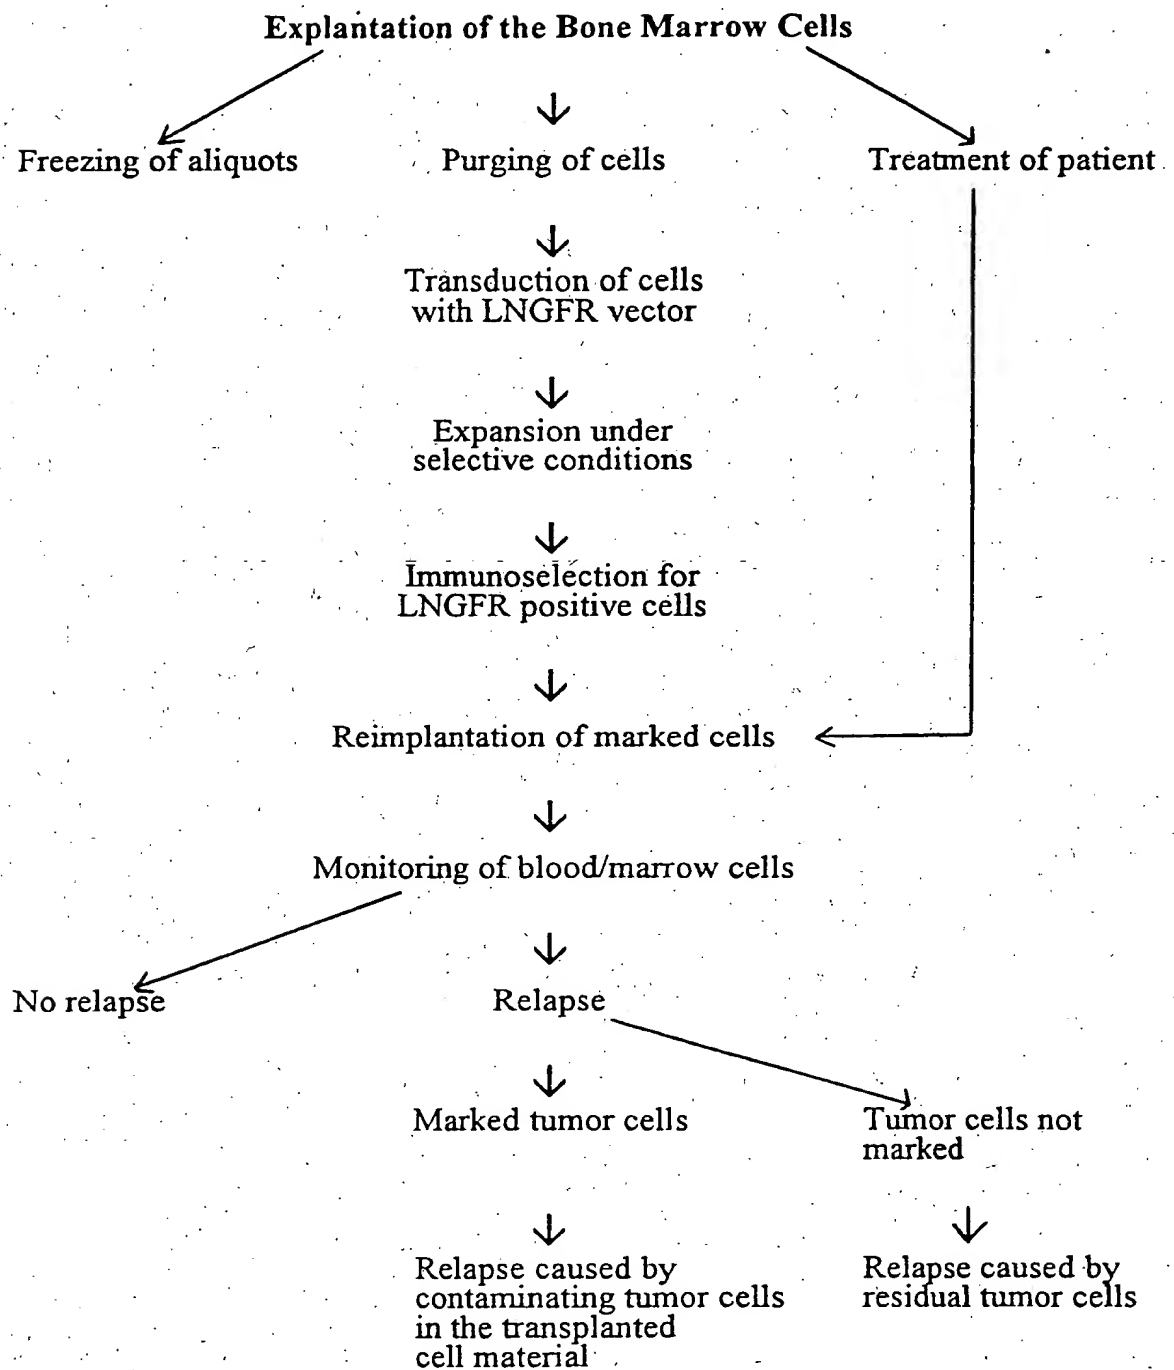 Explantation of the Bone Marrow Cells
Freezing of aliquots
Purging of cells
Treatment of patient
Transduction of cells
with LNGFR vector
Expansion under
selective conditions
Immunoselection for
LNGFR positive cells
Reimplantation of marked cells
Monitoring of blood/marrow cells
No relapse
Relapse
Marked tumor cells
Tumor cells not
marked
Relapse caused by
contaminating tumor cells
in the transplanted
cell material
Relapse caused by
residual tumor cells